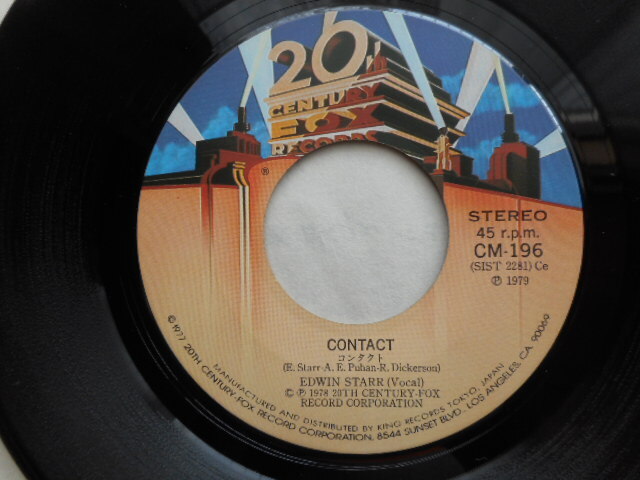 20th
CENTURY
FOX
RECORDS
®
STEREO
45 r.p.m.
CM-196
(SIST 2281) Ce
Ⓟ 1979
CONTACT
コンタクト
(E. Starr-A. E. Puhan-R. Dickerson)
EDWIN STARR (Vocal)
© Ⓟ 1978 20TH CENTURY-FOX
RECORD CORPORATION
MANUFACTURED AND DISTRIBUTED BY KING RECORDS TOKYO, JAPAN
© 1977 20TH CENTURY-FOX RECORD CORPORATION, 8544 SUNSET BLVD., LOS ANGELES, CA. 90069